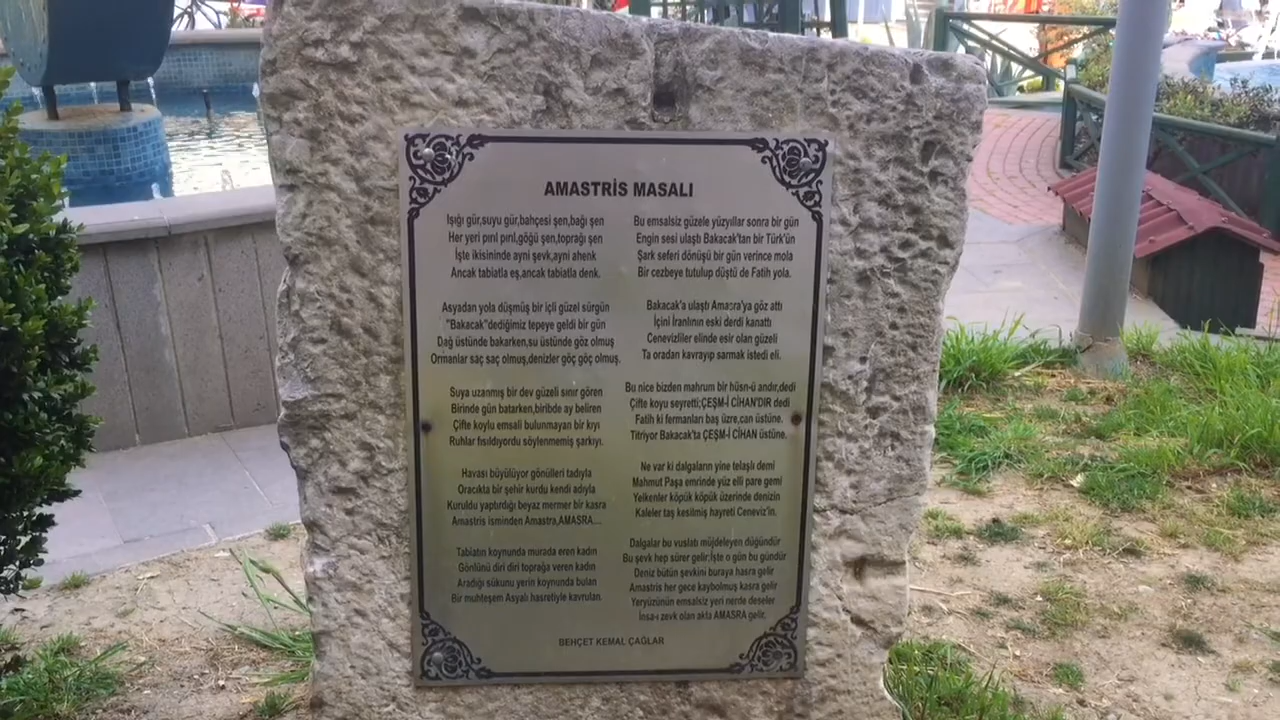 AMASTRİS MASALI
Işığı gür,suyu gür,bahçesi şen,bağı şen
Her yeri pırıl pırıl,göğü şen,toprağı şen
İşte ikisininde ayni şevk,ayni ahenk
Ancak tabiatla eş,ancak tabiatla denk.
Asyadan yola düşmüş bir içli güzel sürgün
"Bakacak"dediğimiz tepeye geldi bir gün
Dağ üstünde bakarken,su üstünde göz olmuş
Ormanlar saç saç olmuş,denizler göç göç olmuş.
Suya uzanmış bir dev güzeli sınır gören
Birinde gün batarken,biribde ay beliren
Çifte koylu emsali bulunmayan bir kıyı
Ruhlar fısıldıyordu söylenmemiş şarkıyı.
Havası büyülüyor gönülleri tadıyla
Oracıkta bir şehir kurdu kendi adıyla
Kuruldu yaptırdığı beyaz mermer bir kasra
Amastris isminden Amastra,AMASRA....
Tabiatın koynunda murada eren kadın
Gönlünü diri diri toprağa veren kadın
Aradığı sükunu yerin koynunda bulan
Bir muhteşem Asyalı hasretiyle kavrulan.
Bu emsalsiz güzele yüzyıllar sonra bir gün
Engin sesi ulaştı Bakacak'tan bir Türk'ün
Şark seferi dönüşü bir gün verince mola
Bir cezbeye tutulup düştü de Fatih yola.
Bakacak'a ulaştı Amasra'ya göz attı
İçini İranlının eski derdi kanattı
Cenevizliler elinde esir olan güzeli
Ta oradan kavrayıp sarmak istedi eli.
Bu nice bizden mahrum bir hüsn-ü andır,dedi
Çifte koyu seyretti;ÇEŞM-İ CİHAN'DIR dedi
Fatih ki fermanları baş üzre,can üstüne.
Titriyor Bakacak'ta ÇEŞM-İ CİHAN üstüne.
Ne var ki dalgaların yine telaşlı demi
Mahmut Paşa emrinde yüz elli pare gemi
Yelkenler köpük köpük üzerinde denizin
Kaleler taş kesilmiş hayreti Ceneviz'in.
Dalgalar bu vuslatı müjdeleyen düğündür
Bu şevk hep sürer gelir;İşte o gün bu gündür
Deniz bütün şevkini buraya hasra gelir
Amastris her gece kaybolmuş kasra gelir
Yeryüzünün emsalsiz yeri nerde deseler
İnsa-ı zevk olan akla AMASRA gelir.
BEHÇET KEMAL ÇAĞLAR